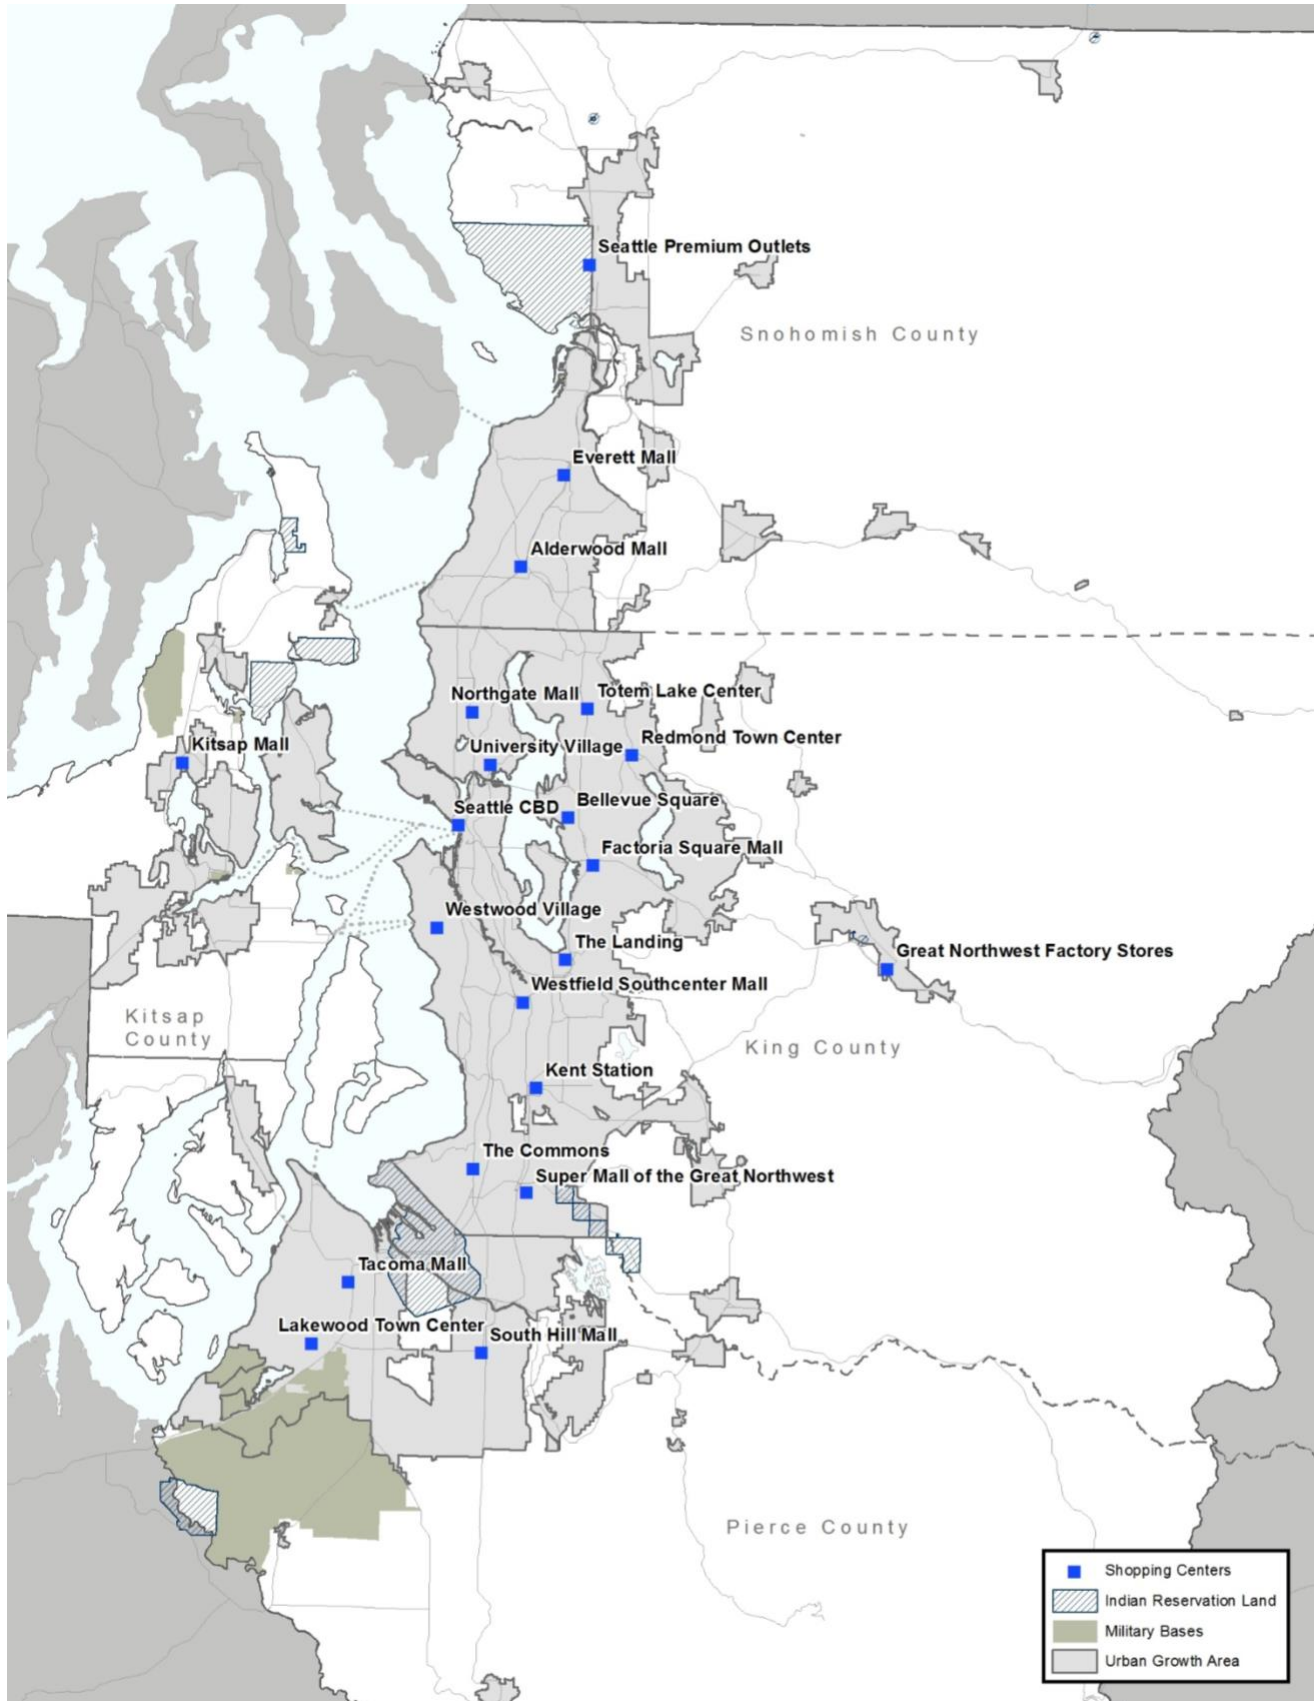 Seattle Premium Outlets
Snohomish County
Everett Mall
Alderwood Mall
Northgate Mall
Totem Lake Center
Kitsap Mall
University Village
Redmond Town Center
Seattle CBD
Bellevue Square
Factoria Square Mall
Westwood Village
The Landing
Great Northwest Factory Stores
Westfield Southcenter Mall
Kitsap
County
King County
Kent Station
The Commons
Super Mall of the Great Northwest
Tacoma Mall
Lakewood Town Center
South Hill Mall
Pierce County
Shopping Centers
Indian Reservation Land
Military Bases
Urban Growth Area